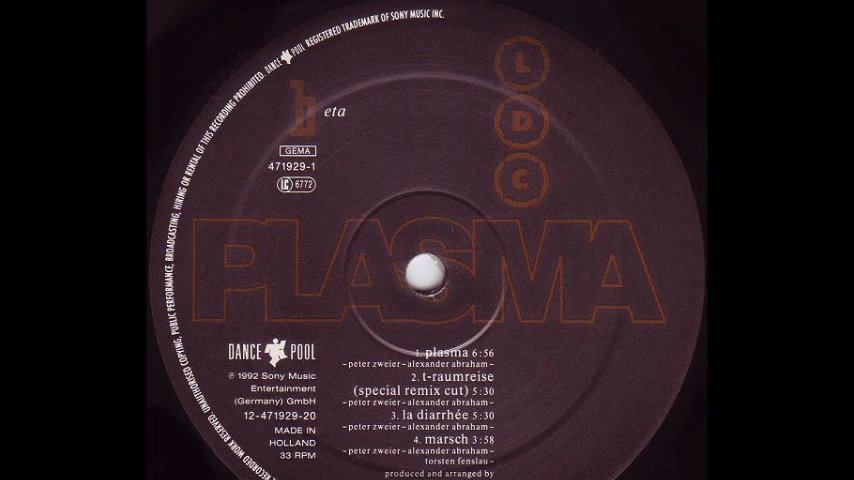 RECORDED WORK RESERVED. UNAUTHORISED COPYING, PUBLIC PERFORMANCE, BROADCASTING, HIRING OR RENTAL OF THIS RECORDING PROHIBITED. DANCE POOL REGISTERED TRADEMARK OF SONY MUSIC INC.
L
D
C
b eta
GEMA
471929-1
LC 6772
PLASMA
DANCE POOL
℗ 1992 Sony Music
Entertainment
(Germany) GmbH
12-471929-20
MADE IN
HOLLAND
33 RPM
1. plasma 6:56
-peter zweier-alexander abraham-
2. t-raumreise
(special remix cut) 5:30
-peter zweier-alexander abraham-
3. la diarrhée 5:30
-peter zweier-alexander abraham-
4. marsch 3:58
-peter zweier-alexander abraham-
torsten fenslau-
produced and arranged by